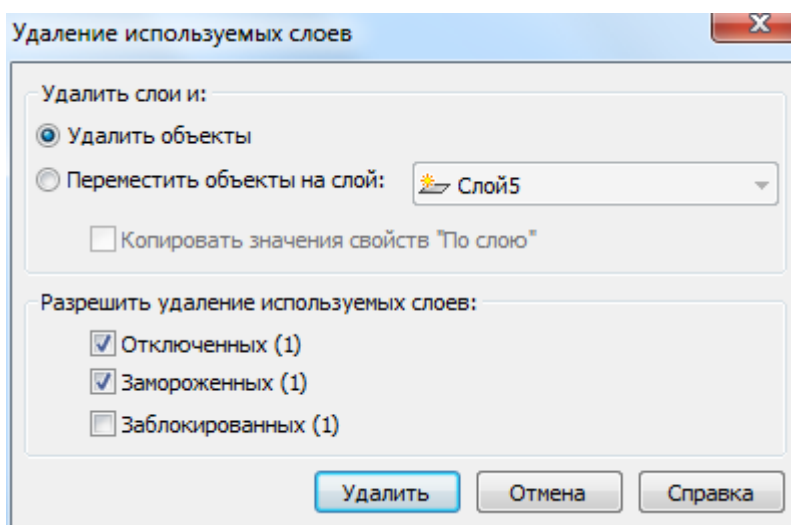 Удаление используемых слоев
Удалить слои и:
Удалить объекты
Переместить объекты на слой: Слой5
Копировать значения свойств "По слою"
Разрешить удаление используемых слоев:
Отключенных (1)
Замороженных (1)
Заблокированных (1)
Удалить Отмена Справка